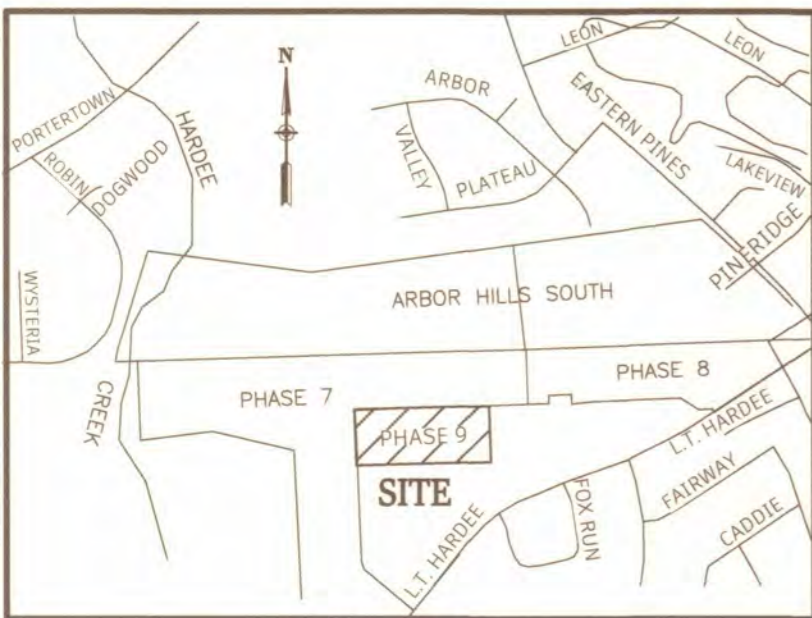 LEON
LEON
N
ARBOR
EASTERN PINES
PORTERTOWN
HARDEE
VALLEY
ROBIN
DOGWOOD
LAKEVIEW
PLATEAU
PINERIDGE
WYSTERIA
ARBOR HILLS SOUTH
CREEK
PHASE 7
PHASE 8
L.T. HARDEE
PHASE 9
SITE
FAIRWAY
FOX RUN
CADDIE
L.T. HARDEE